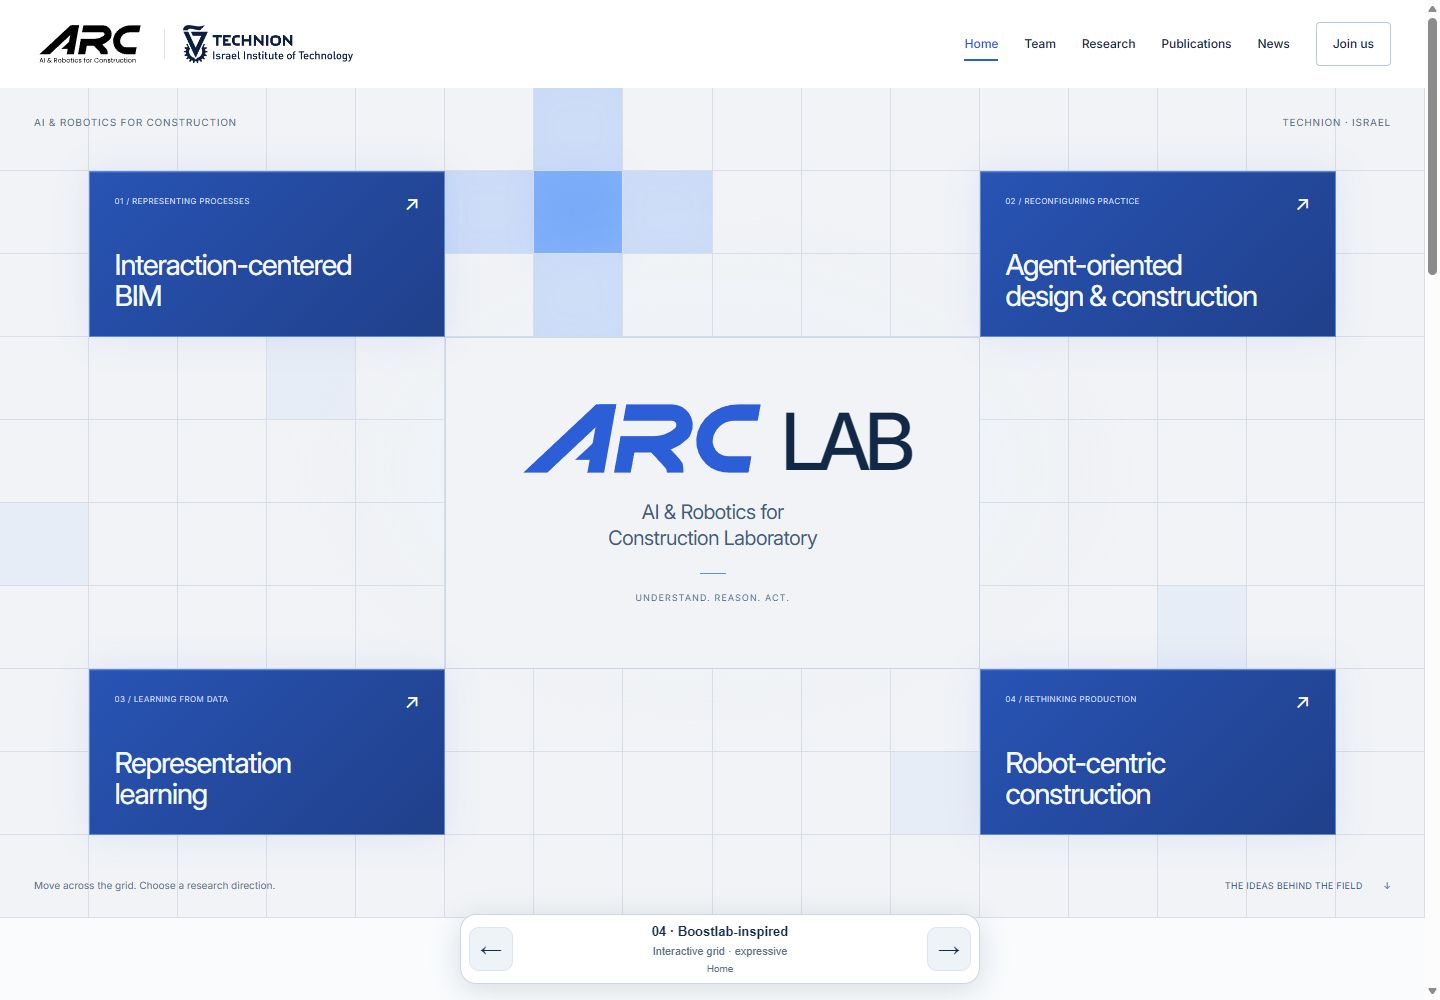 ARC
AI & Robotics for Construction
TECHNION
Israel Institute of Technology
Home
Team
Research
Publications
News
Join us
AI & ROBOTICS FOR CONSTRUCTION
TECHNION · ISRAEL
01 / REPRESENTING PROCESSES
Interaction-centered
BIM
02 / RECONFIGURING PRACTICE
Agent-oriented
design & construction
ARC LAB
AI & Robotics for
Construction Laboratory
UNDERSTAND. REASON. ACT.
03 / LEARNING FROM DATA
Representation
learning
04 / RETHINKING PRODUCTION
Robot-centric
construction
Move across the grid. Choose a research direction.
THE IDEAS BEHIND THE FIELD
04 · Boostlab-inspired
Interactive grid · expressive
Home